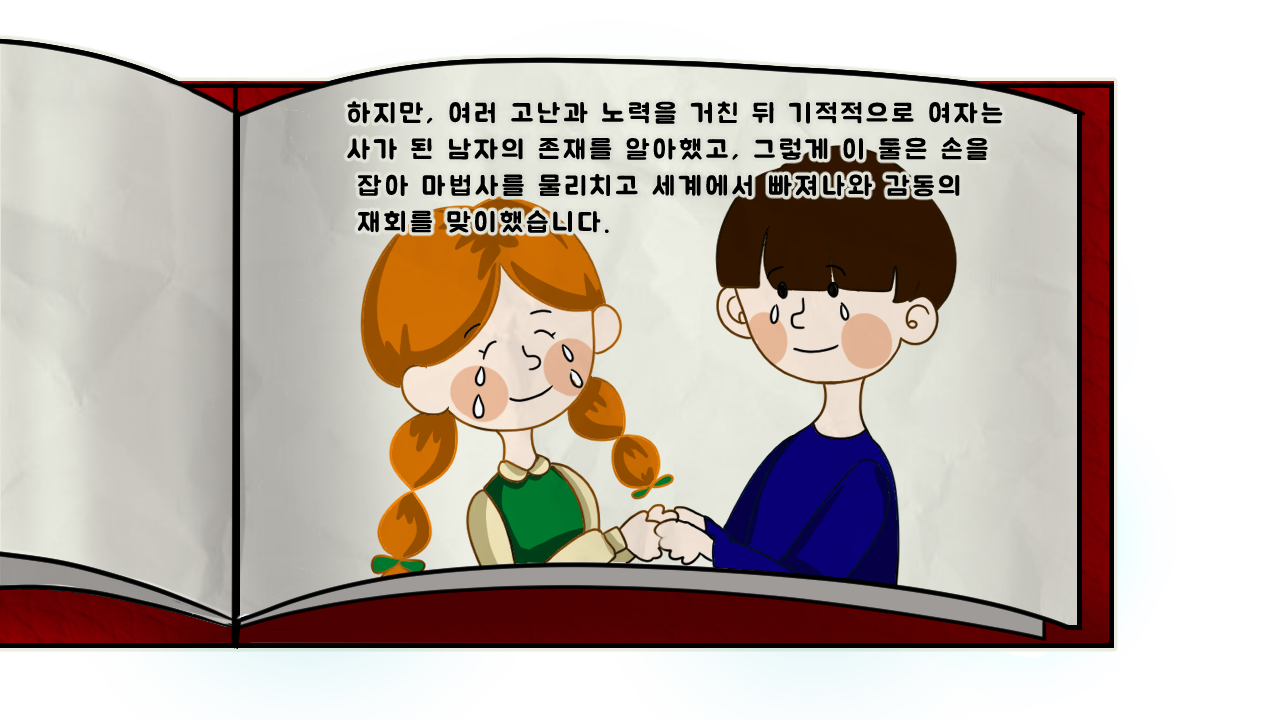 하지만, 여러 고난과 노력을 거친 뒤 기적적으로 여자는
사가 된 남자의 존재를 알아했고, 그렇게 이 둘은 손을
잡아 마법사를 물리치고 세계에서 빠져나와 감동의
재회를 맞이했습니다.